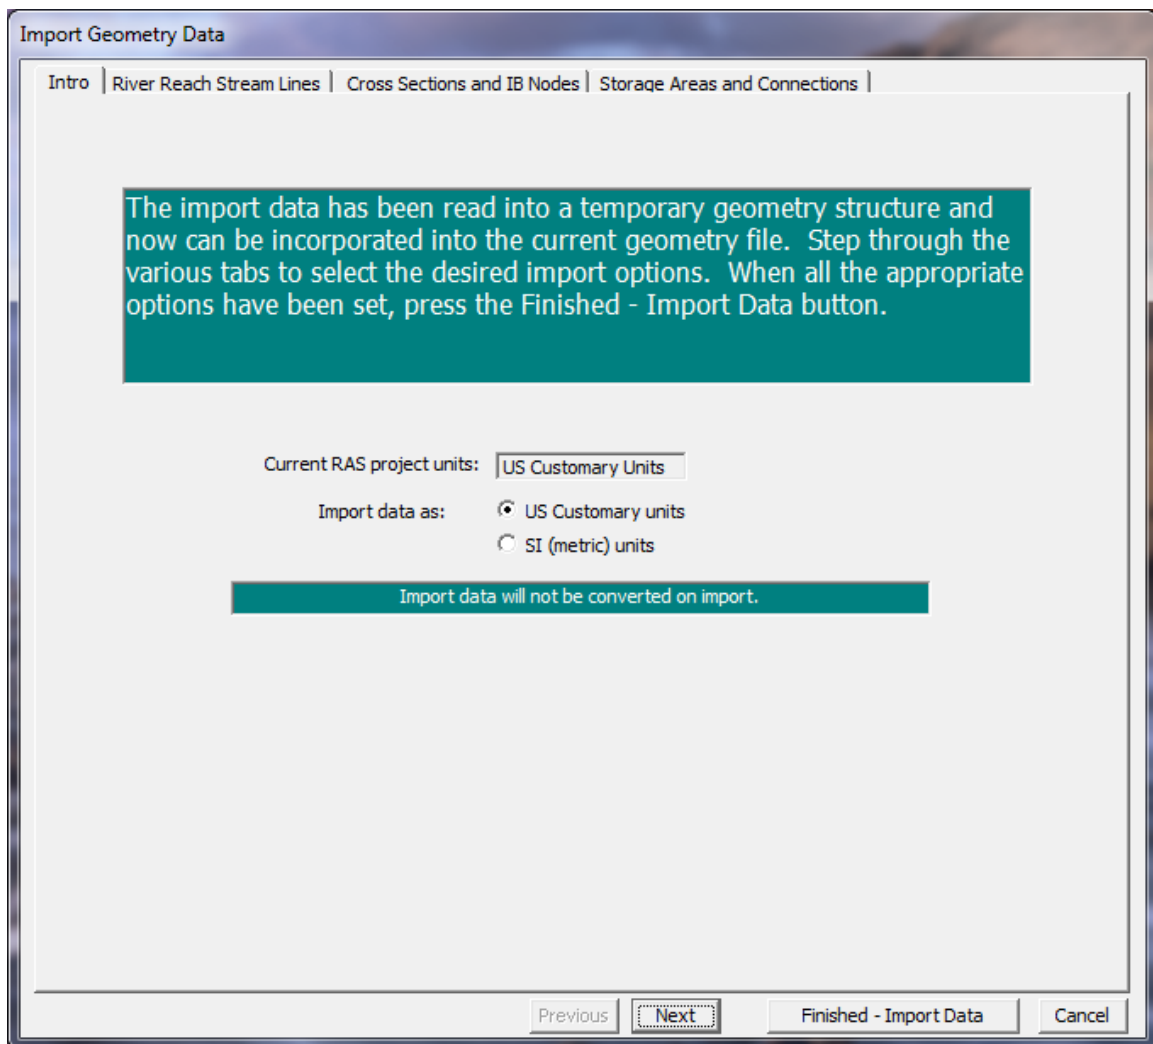 Import Geometry Data
Intro River Reach Stream Lines Cross Sections and IB Nodes Storage Areas and Connections
The import data has been read into a temporary geometry structure and
now can be incorporated into the current geometry file. Step through the
various tabs to select the desired import options. When all the appropriate
options have been set, press the Finished - Import Data button.
Current RAS project units: US Customary Units
Import data as: US Customary units
SI (metric) units
Import data will not be converted on import.
Previous Next Finished - Import Data Cancel